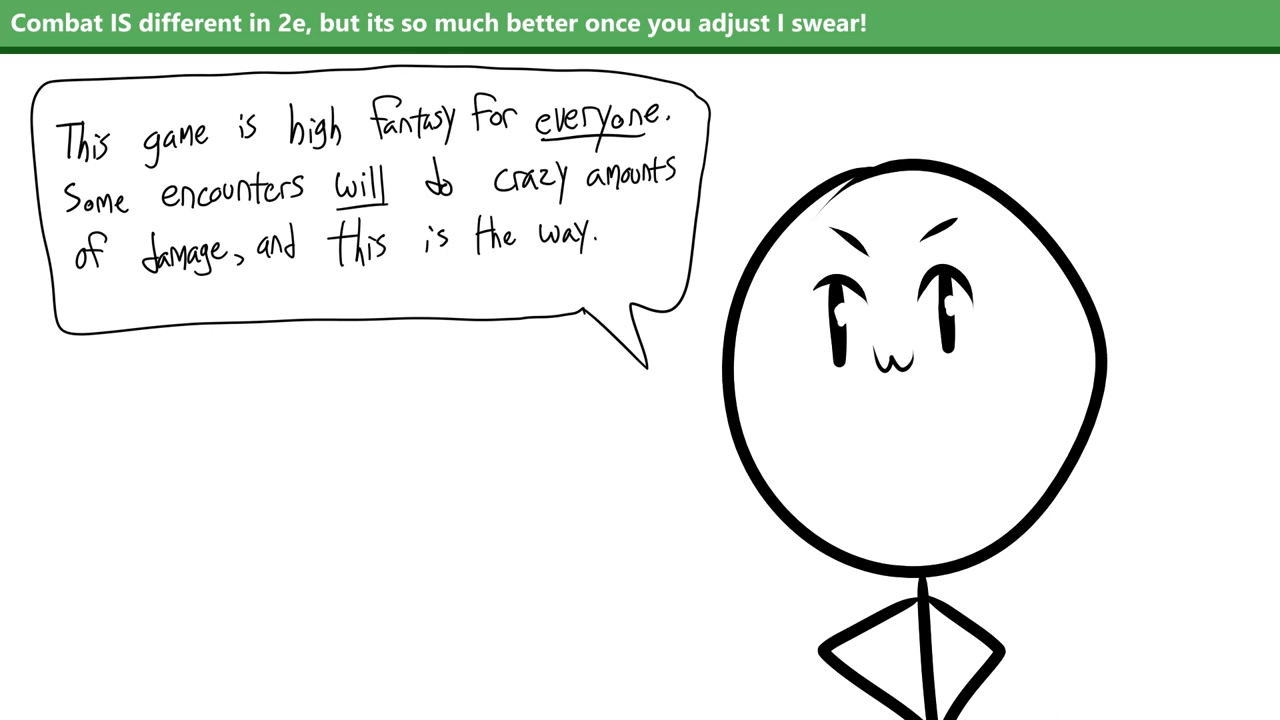 Combat IS different in 2e, but its so much better once you adjust I swear!
This game is high fantasy for everyone.
Some encounters will do crazy amounts
of damage, and this is the way.